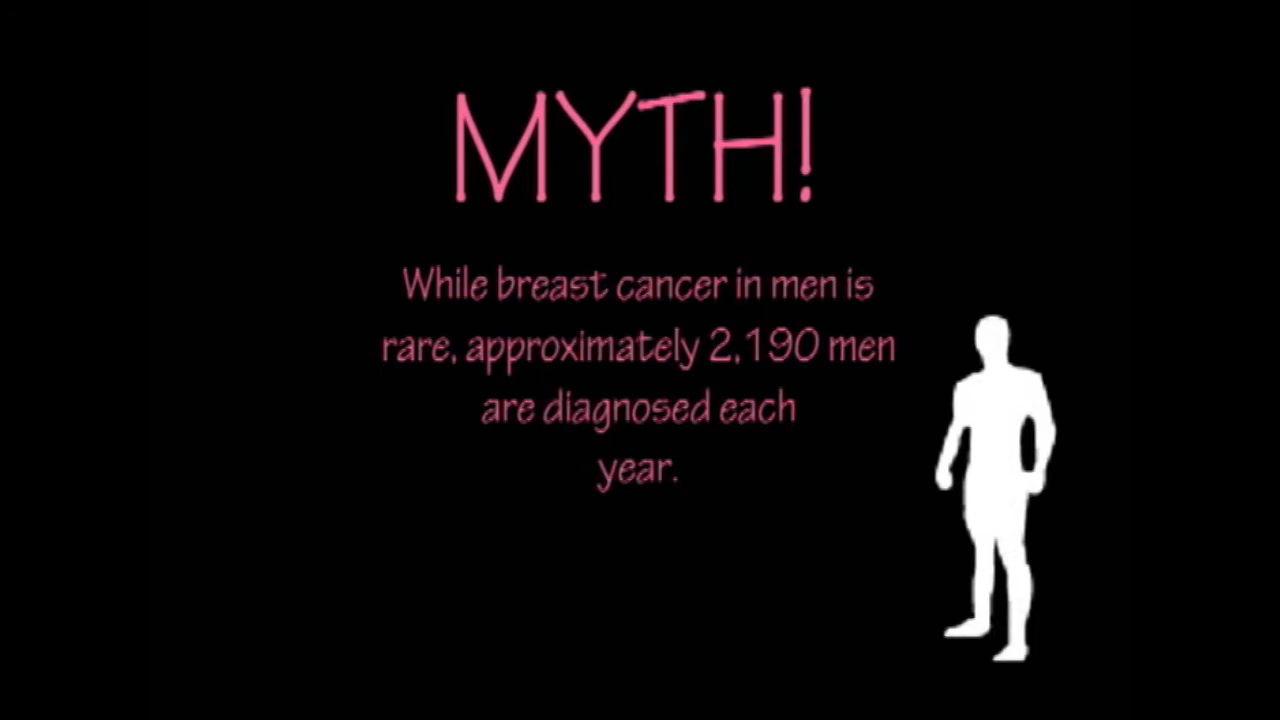 MYTH!
While breast cancer in men is
rare, approximately 2,190 men
are diagnosed each
year.